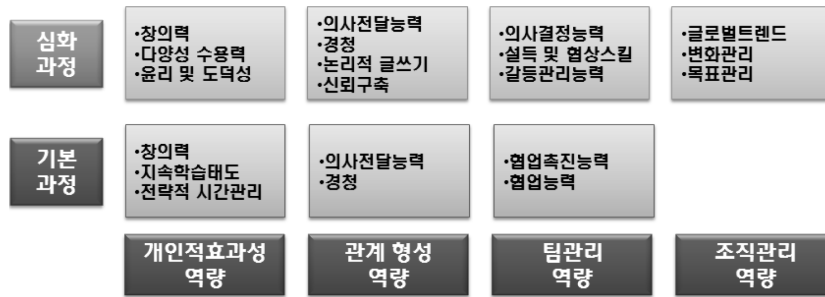 심화
과정
•창의력
•다양성 수용력
•윤리 및 도덕성
•의사전달능력
•경청
•논리적 글쓰기
•신뢰구축
•의사결정능력
•설득 및 협상스킬
•갈등관리능력
•글로벌트렌드
•변화관리
•목표관리
기본
과정
•창의력
•지속학습태도
•전략적 시간관리
•의사전달능력
•경청
•협업촉진능력
•협업능력
개인적효과성
역량
관계 형성
역량
팀관리
역량
조직관리
역량